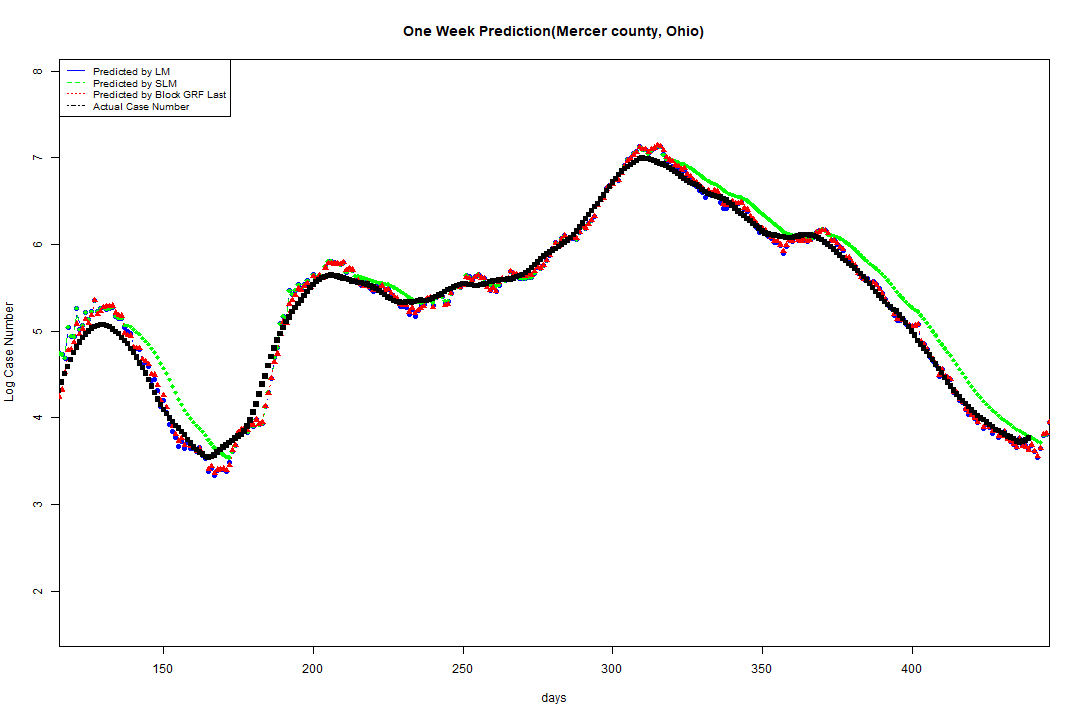 One Week Prediction(Mercer county, Ohio)
Predicted by LM
Predicted by SLM
Predicted by Block GRF Last
Actual Case Number
Log Case Number
8
7
6
5
4
3
2
150 200 250 300 350 400
days